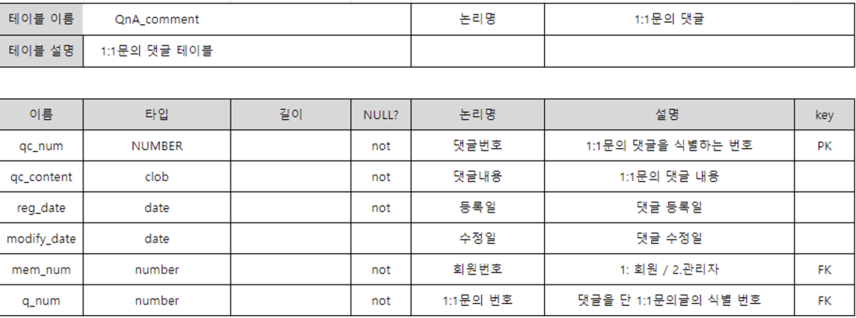 테이블 이름 QnA_comment 논리명 1:1문의 댓글
테이블 설명 1:1문의 댓글 테이블
이름 타입 길이 NULL? 논리명 설명 key
qc_num NUMBER not 댓글번호 1:1문의 댓글을 식별하는 번호 PK
qc_content clob not 댓글내용 1:1문의 댓글 내용
reg_date date not 등록일 댓글 등록일
modify_date date 수정일 댓글 수정일
mem_num number not 회원번호 1: 회원 / 2.관리자 FK
q_num number not 1:1문의 번호 댓글을 단 1:1문의글의 식별 번호 FK